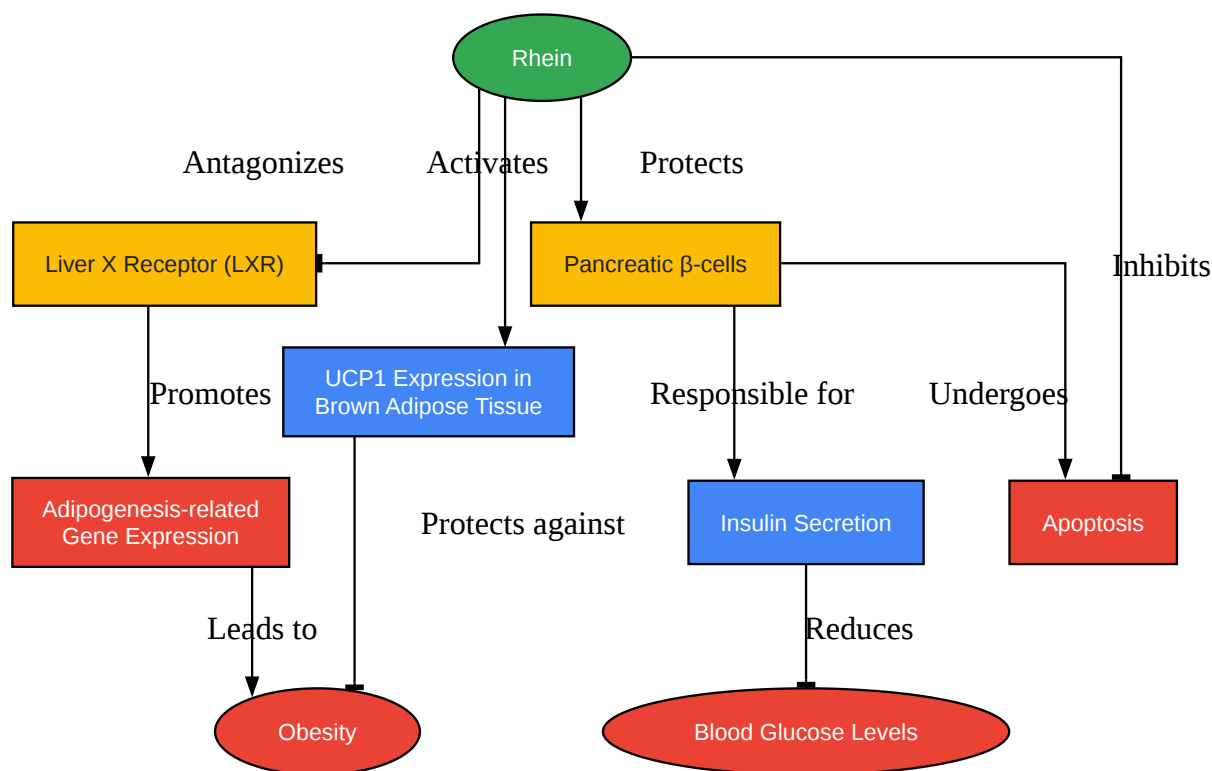 Rhein
Antagonizes
Activates
Protects
Liver X Receptor (LXR)
Pancreatic β-cells
Inhibits
UCP1 Expression in
Brown Adipose Tissue
Promotes
Responsible for
Undergoes
Adipogenesis-related
Gene Expression
Protects against
Insulin Secretion
Apoptosis
Leads to
Reduces
Obesity
Blood Glucose Levels